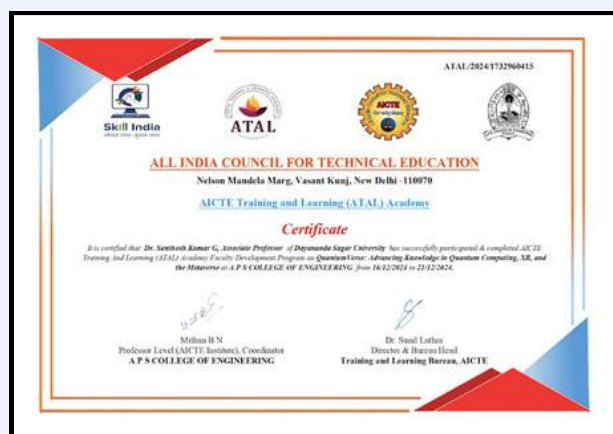 ATAL/2024/1732960415
Skill India
ATAL
AICTE
ALL INDIA COUNCIL FOR TECHNICAL EDUCATION
Nelson Mandela Marg, Vasant Kunj, New Delhi -110070
AICTE Training and Learning (ATAL) Academy
Certificate
It is certified that Dr. Santhosh Kumar G, Associate Professor of Dayananda Sagar University has successfully participated & completed AICTE
Training And Learning (ATAL) Academy Faculty Development Program on QuantumVerse: Advancing Knowledge in Quantum Computing, XR, and
the Metaverse at A P S COLLEGE OF ENGINEERING from 16/12/2024 to 21/12/2024.
Mithun B N
Professor Level (AICTE Institute), Coordinator
A P S COLLEGE OF ENGINEERING
Dr. Sunil Luthra
Director & Bureau Head
Training and Learning Bureau, AICTE